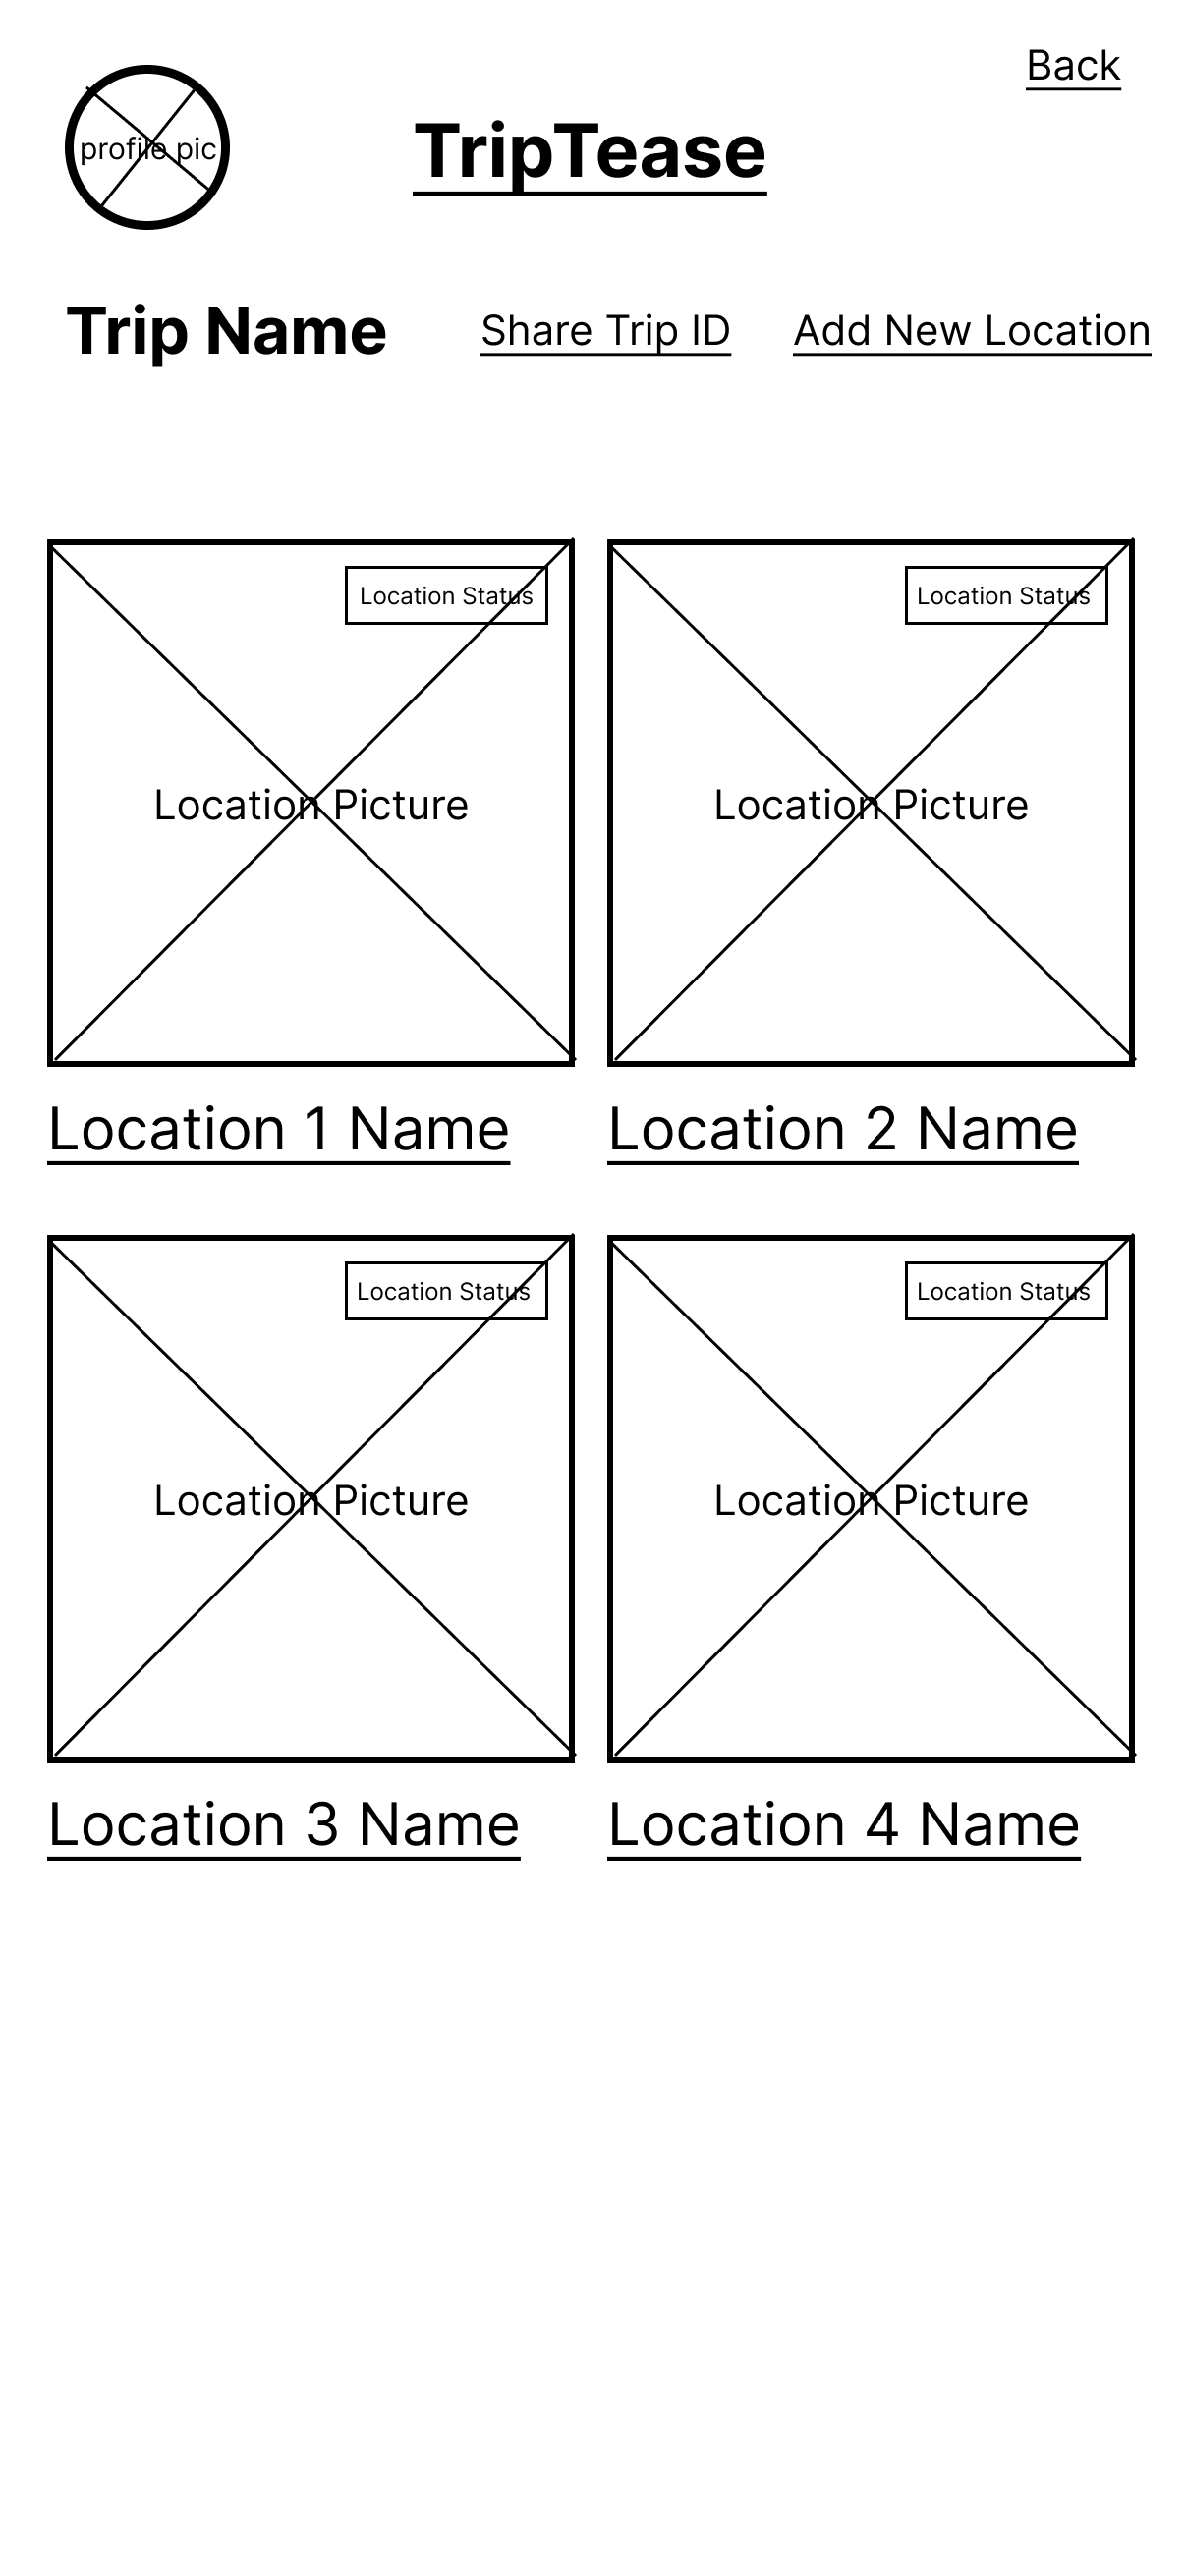 Back
profile pic
TripTease
Trip Name
Share Trip ID
Add New Location
Location Status
Location Picture
Location 1 Name
Location Status
Location Picture
Location 2 Name
Location Status
Location Picture
Location 3 Name
Location Status
Location Picture
Location 4 Name